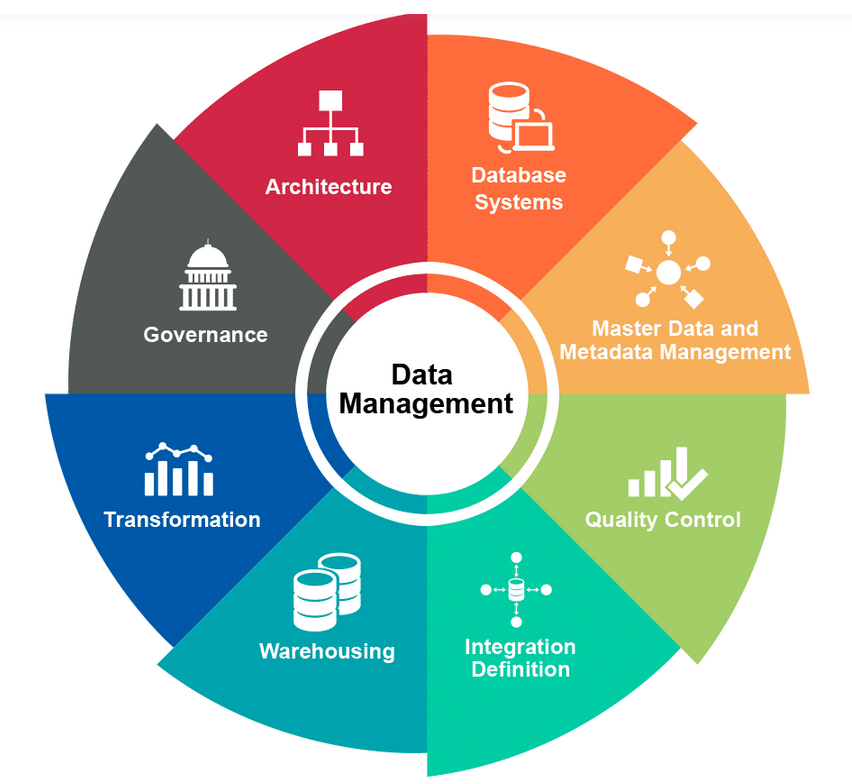 Data
Management
Database
Systems
Master Data and
Metadata Management
Quality Control
Integration
Definition
Warehousing
Transformation
Governance
Architecture